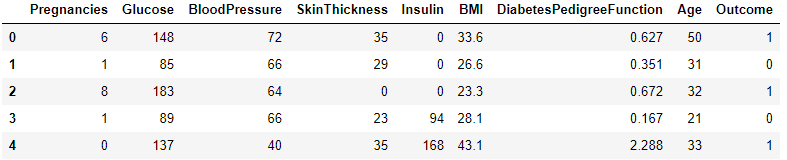 Pregnancies Glucose BloodPressure SkinThickness Insulin BMI DiabetesPedigreeFunction Age Outcome
0 6 148 72 35 0 33.6 0.627 50 1
1 1 85 66 29 0 26.6 0.351 31 0
2 8 183 64 0 0 23.3 0.672 32 1
3 1 89 66 23 94 28.1 0.167 21 0
4 0 137 40 35 168 43.1 2.288 33 1